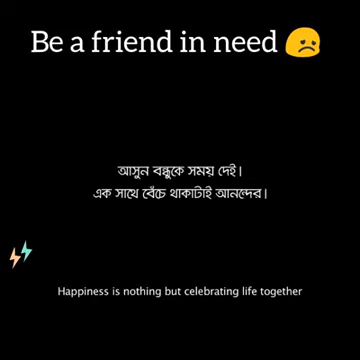 Be a friend in need 😞
আসুন বন্ধুকে সময় দেই।
এক সাথে বেঁচে থাকাটাই আনন্দের।
Happiness is nothing but celebrating life together